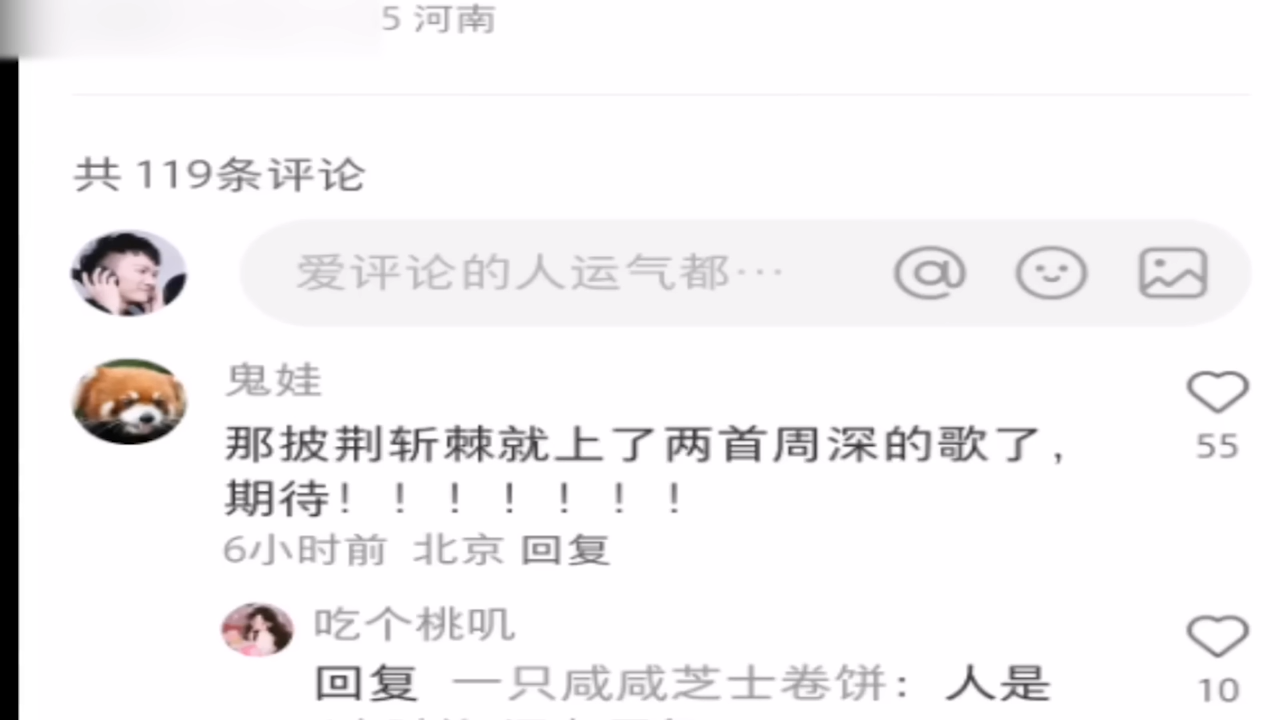 5 河南
共 119条评论
爱评论的人运气都…
鬼娃
55
那披荆斩棘就上了两首周深的歌了，
期待！！！！！！！
6小时前 北京 回复
吃个桃叽
回复 一只咸咸芝士卷饼：人是
10